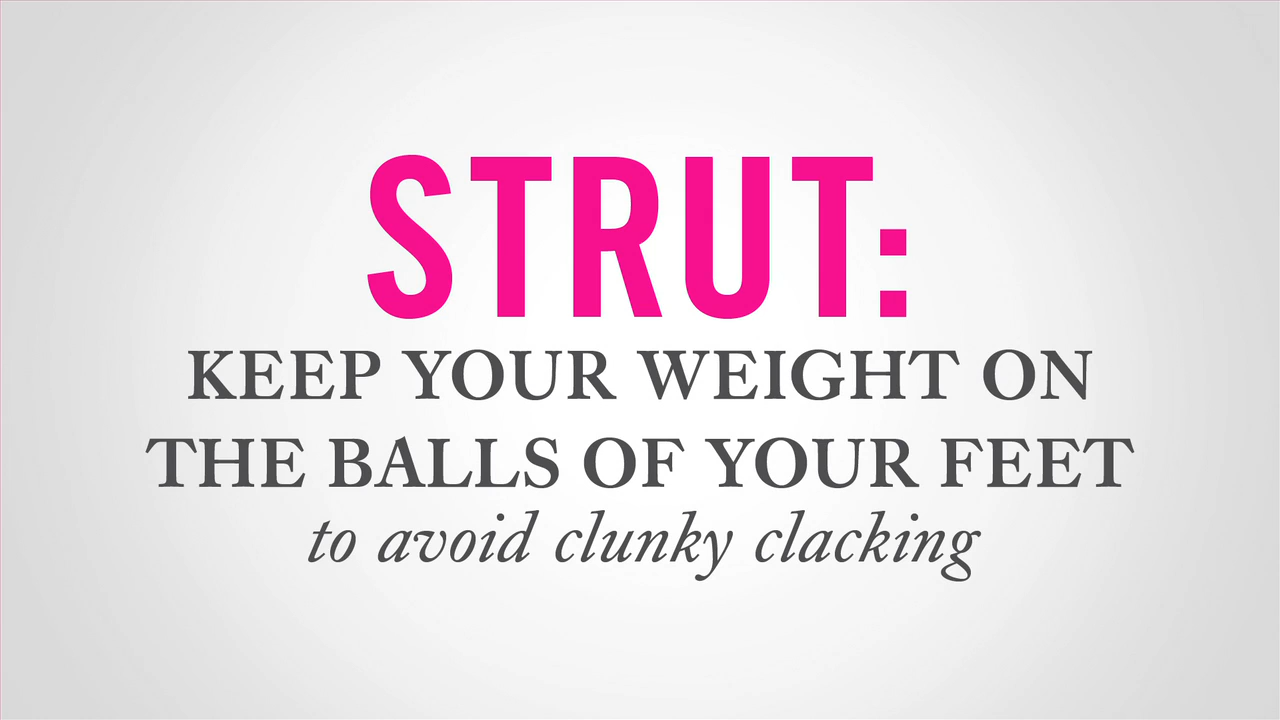 STRUT:
KEEP YOUR WEIGHT ON
THE BALLS OF YOUR FEET
to avoid clunky clacking